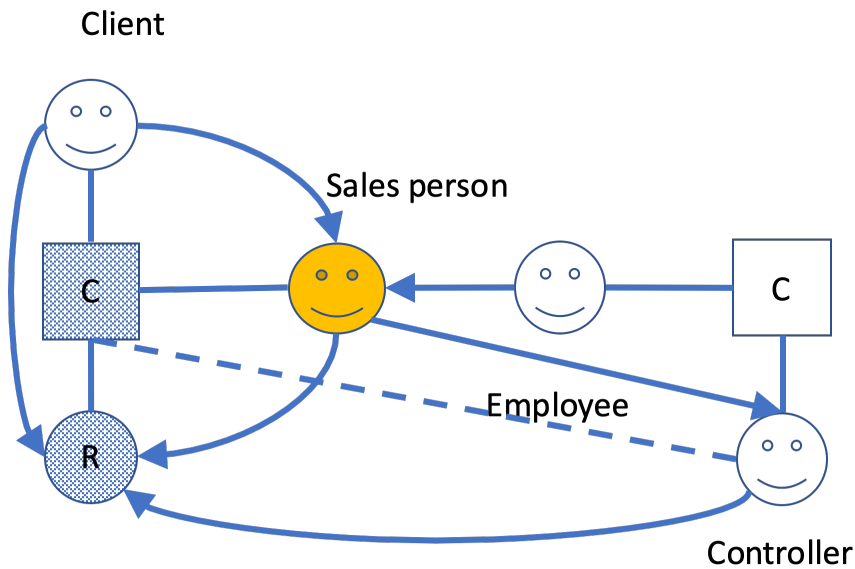 Client
Sales person
C
C
Employee
R
Controller